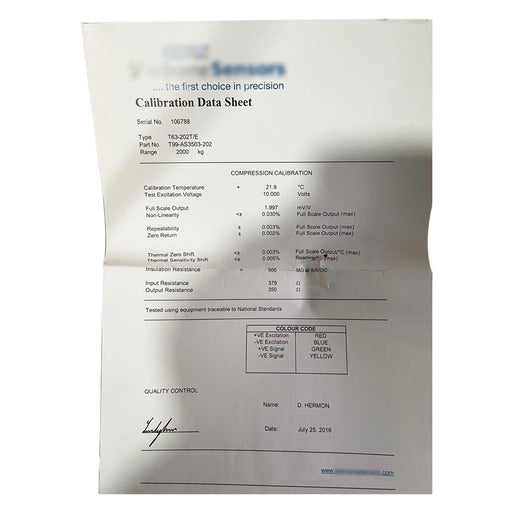 Sensors
.... the first choice in precision
Calibration Data Sheet
Serial No. 106788
Type T63-202T/E
Part No. T99-AS3503-202
Range 2000 kg
COMPRESSION CALIBRATION
Calibration Temperature + 21.9 °C
Test Excitation Voltage 10.000 Volts
Full Scale Output 1.997 mV/V
Non-Linearity <± 0.030% Full Scale Output (max)
Repeatability ± 0.003% Full Scale Output (max)
Zero Return ± 0.002% Full Scale Output (max)
Thermal Zero Shift <± 0.003% Full Scale Output/°C (max)
Thermal Sensitivity Shift <± 0.005% (max)
Insulation Resistance > 500 MΩ at 50VDC
Input Resistance 379 Ω
Output Resistance 350 Ω
Tested using equipment traceable to National Standards
COLOUR CODE
+VE Excitation RED
-VE Excitation BLUE
+VE Signal GREEN
-VE Signal YELLOW
QUALITY CONTROL
Name: D. HERMON
Date: July 25, 2016
www. .com